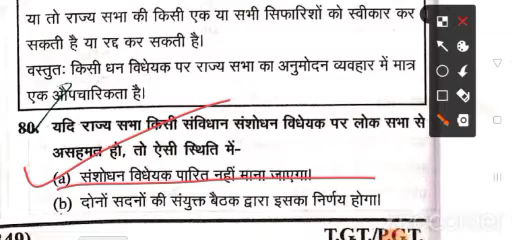 या तो राज्य सभा की किसी एक या सभी सिफारिशों को स्वीकार कर
सकती है या रद्द कर सकती है।
वस्तुतः किसी धन विधेयक पर राज्य सभा का अनुमोदन व्यवहार में मात्र
एक औपचारिकता है।
80. यदि राज्य सभा किसी संविधान संशोधन विधेयक पर लोक सभा से
असहमत हो, तो ऐसी स्थिति में-
(a) संशोधन विधेयक पारित नहीं माना जाएगा।
(b) दोनों सदनों की संयुक्त बैठक द्वारा इसका निर्णय होगा।
149) T.G.T./P.G.T.